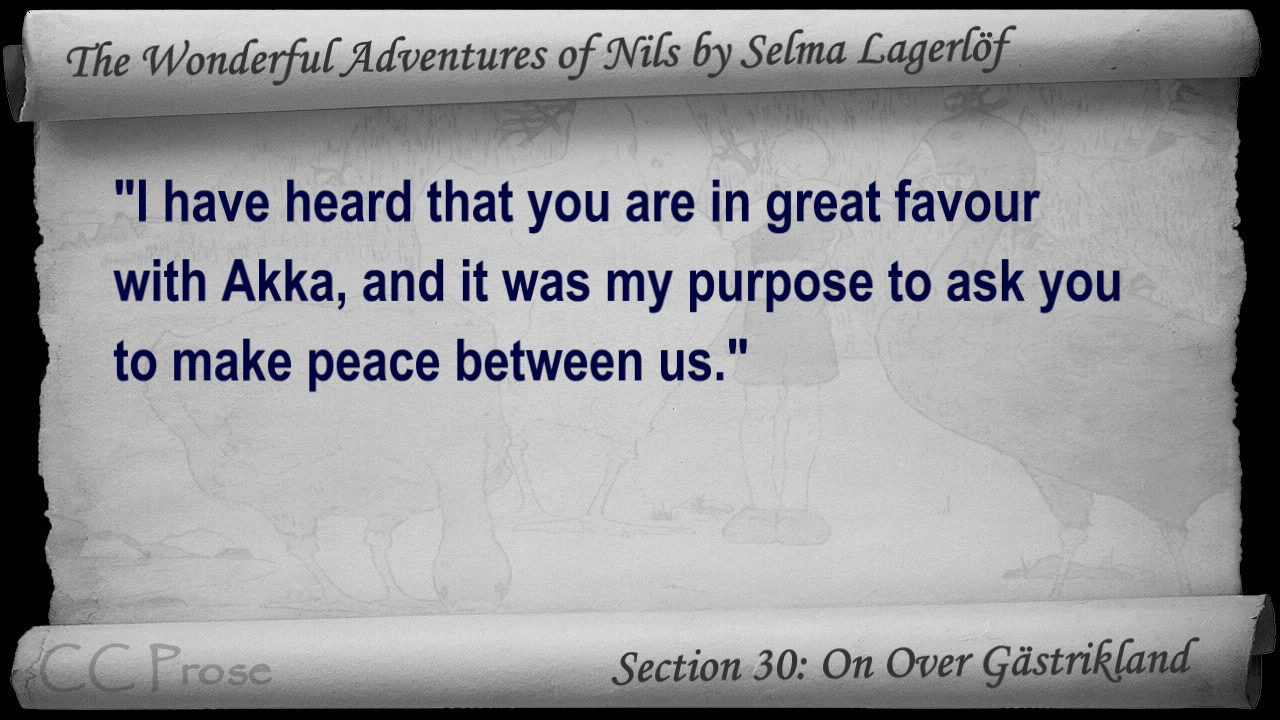 The Wonderful Adventures of Nils by Selma Lagerlöf
"I have heard that you are in great favour
with Akka, and it was my purpose to ask you
to make peace between us."
CC Prose
Section 30: On Over Gästrikland